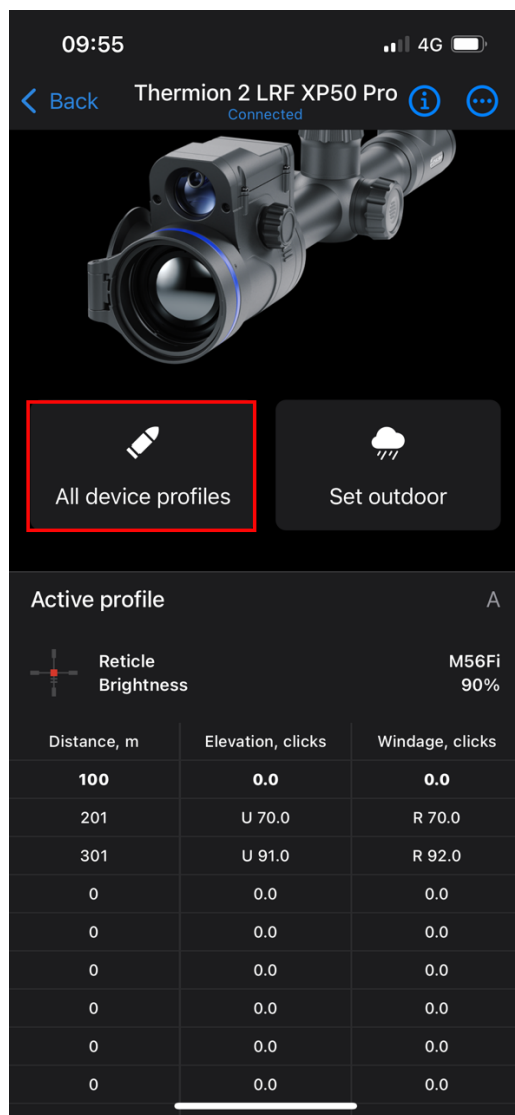 09:55 4G
Back Thermion 2 LRF XP50 Pro
Connected
All device profiles Set outdoor
Active profile A
Reticle M56Fi
Brightness 90%
Distance, m Elevation, clicks Windage, clicks
100 0.0 0.0
201 U 70.0 R 70.0
301 U 91.0 R 92.0
0 0.0 0.0
0 0.0 0.0
0 0.0 0.0
0 0.0 0.0
0 0.0 0.0
0 0.0 0.0